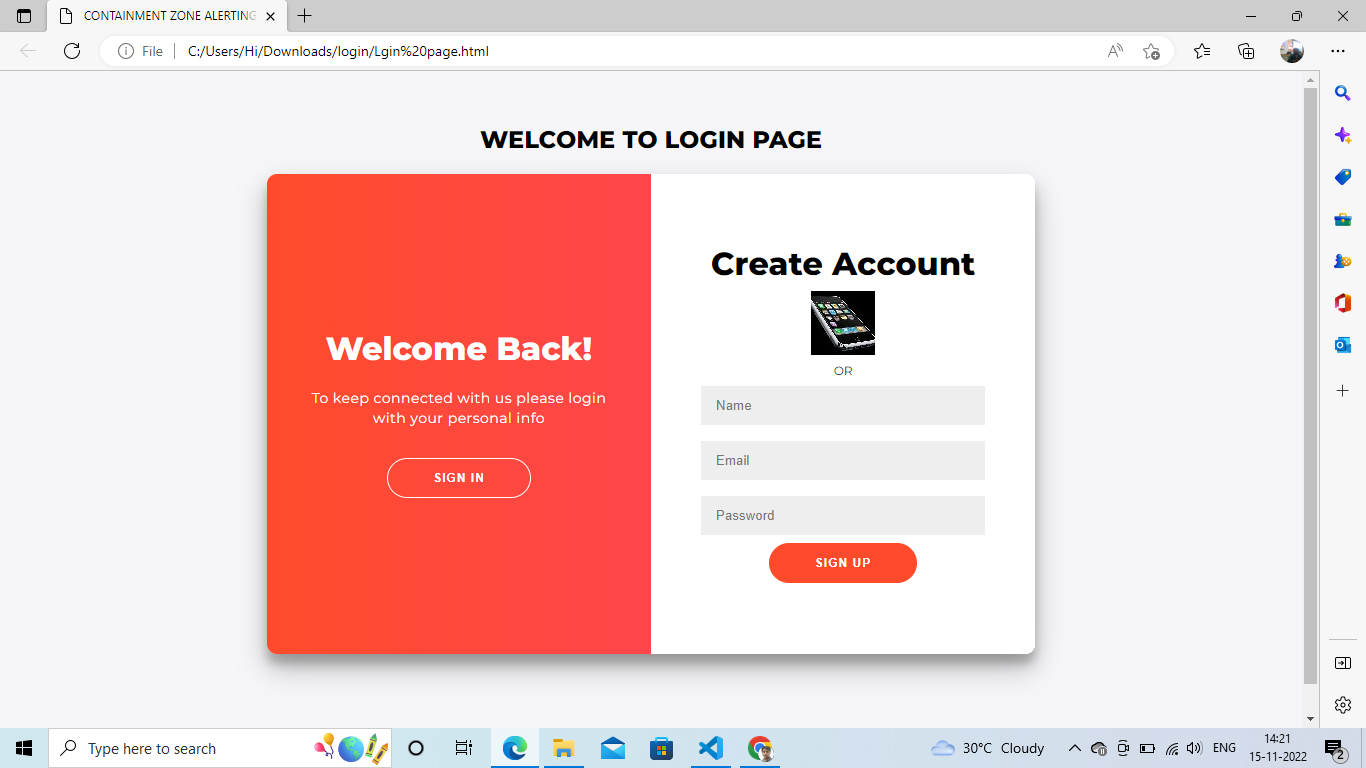 CONTAINMENT ZONE ALERTING
File
C:/Users/Hi/Downloads/login/Lgin%20page.html
WELCOME TO LOGIN PAGE
Welcome Back!
To keep connected with us please login
with your personal info
SIGN IN
Create Account
OR
Name
Email
Password
SIGN UP
Type here to search
30°C Cloudy
ENG
14:21
15-11-2022
2